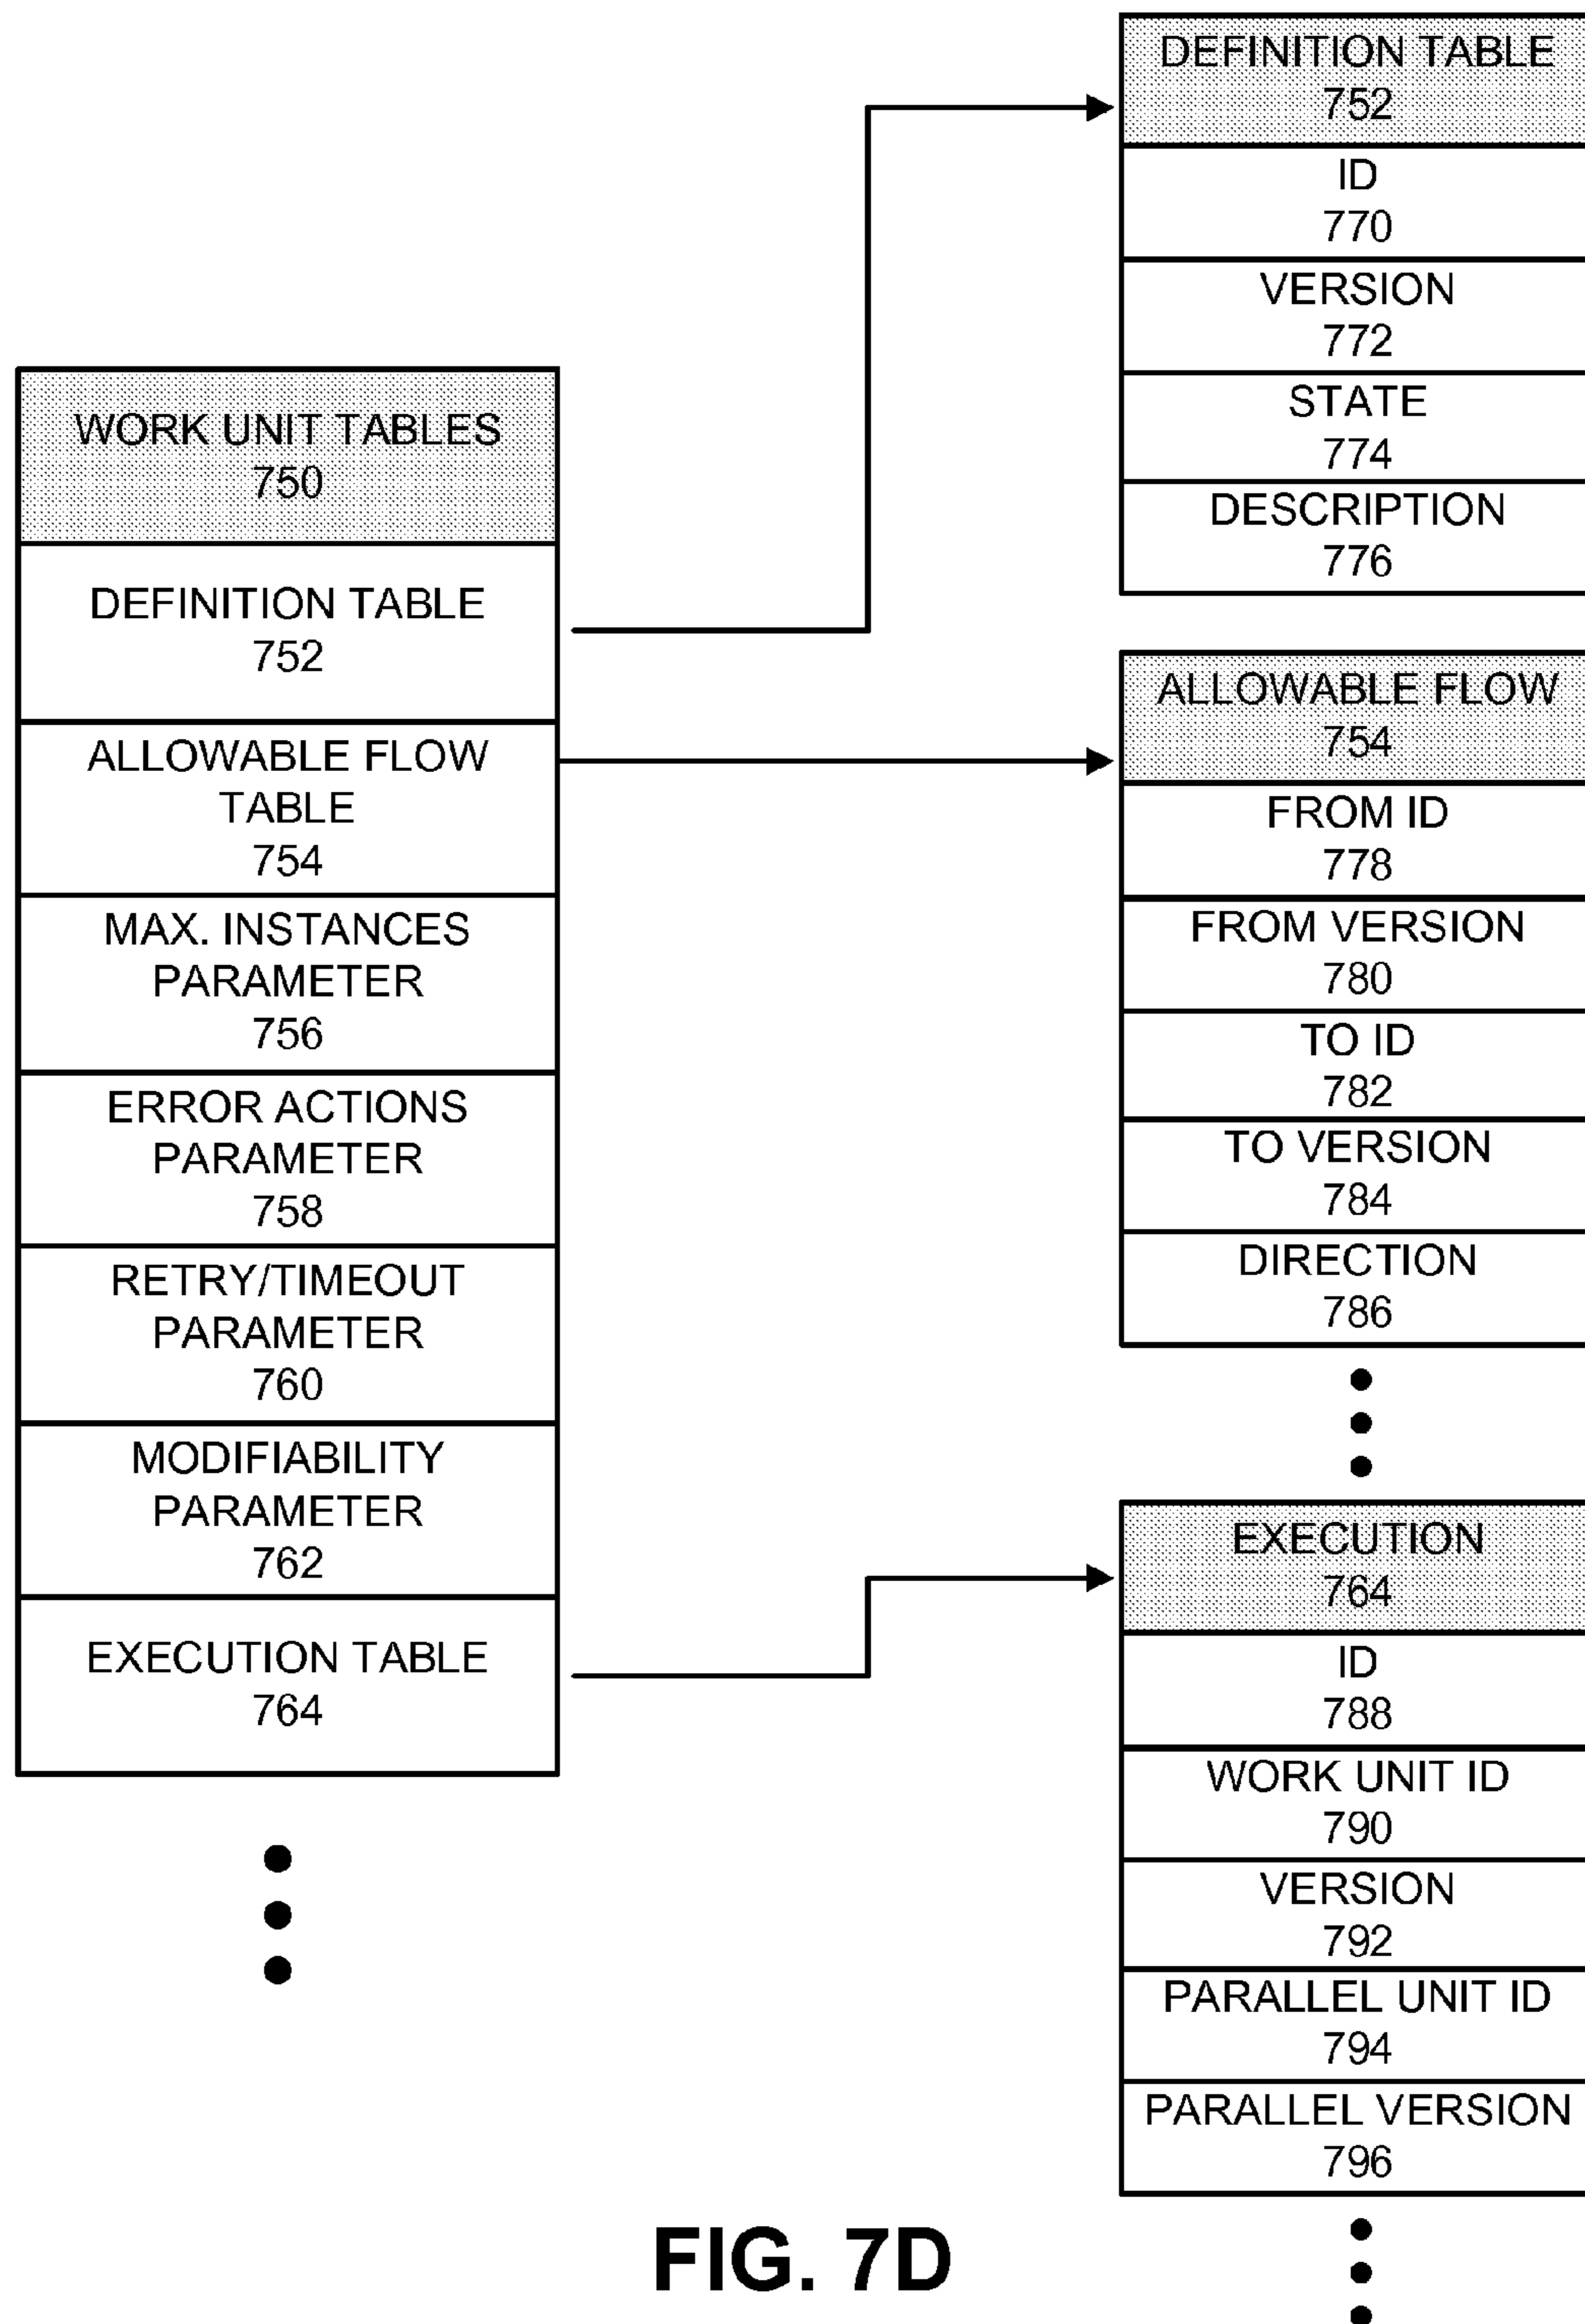 WORK UNIT TABLES
750
DEFINITION TABLE
752
ALLOWABLE FLOW
TABLE
754
MAX. INSTANCES
PARAMETER
756
ERROR ACTIONS
PARAMETER
758
RETRY/TIMEOUT
PARAMETER
760
MODIFIABILITY
PARAMETER
762
EXECUTION TABLE
764
DEFINITION TABLE
752
ID
770
VERSION
772
STATE
774
DESCRIPTION
776
ALLOWABLE FLOW
754
FROM ID
778
FROM VERSION
780
TO ID
782
TO VERSION
784
DIRECTION
786
EXECUTION
764
ID
788
WORK UNIT ID
790
VERSION
792
PARALLEL UNIT ID
794
PARALLEL VERSION
796
FIG. 7D